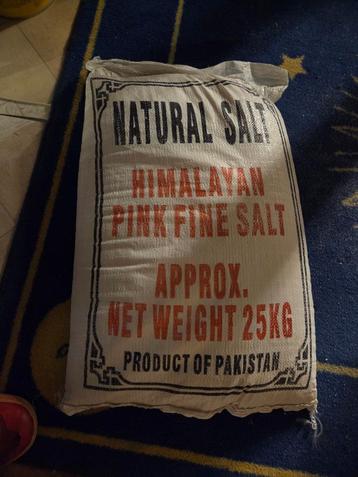 NATURAL SALT
HIMALAYAN
PINK FINE SALT
APPROX.
NET WEIGHT 25KG
PRODUCT OF PAKISTAN